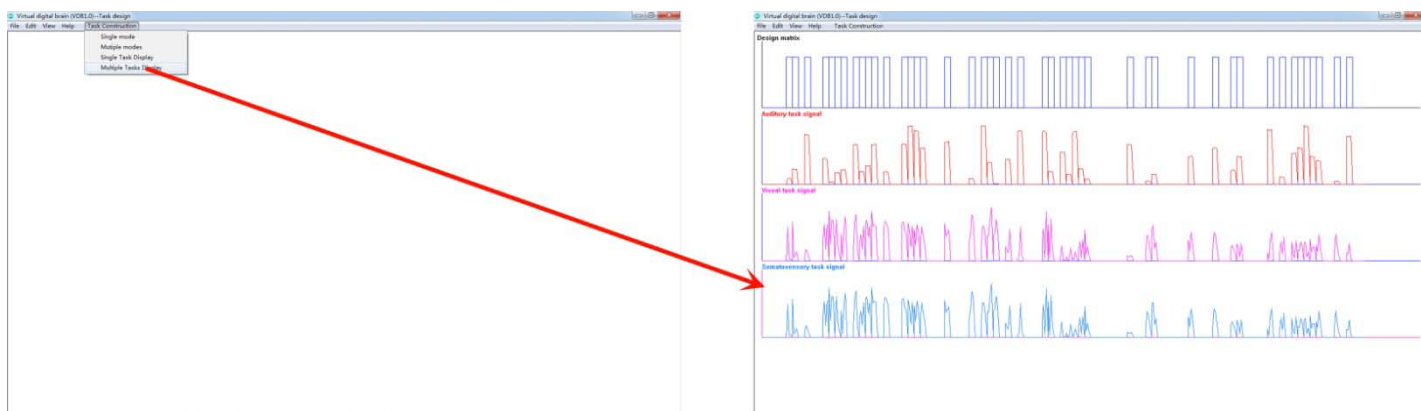 Virtual digital brain (VDB1.0)--Task design
File Edit View Help Task Construction
Single mode
Mutiple modes
Single Task Display
Multiple Tasks Display
Virtual digital brain (VDB1.0)--Task design
File Edit View Help Task Construction
Design matrix
Auditory task signal
Visual task signal
Somatosensory task signal